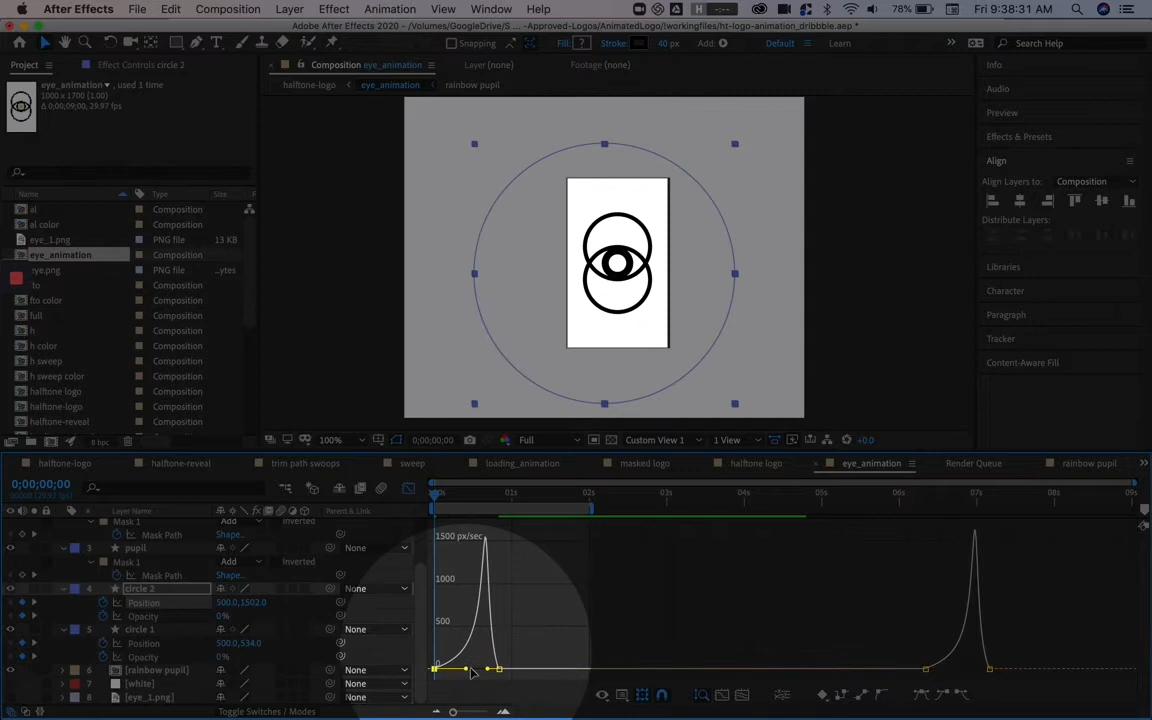 After Effects File Edit Composition Layer Effect Animation View Window Help 78% Fri 9:38:31 AM
Adobe After Effects 2020 - /Volumes/GoogleDrive/S -Approved-Logos/AnimatedLogo/!workingfiles/ht-logo-animation_dribbble.aep *
Snapping Fill: ? Stroke: 40 px Add: Default Learn Search Help
Project Effect Controls circle 2 Composition eye_animation Layer (none) Footage (none) Info
eye_animation , used 1 time halftone-logo eye_animation rainbow pupil Audio
1000 x 1700 (1.00)
Δ 0;00;09;00, 29.97 fps
Preview
Effects & Presets
Align
Align Layers to: Composition
Name Type Size
al Composition
al color Composition
eye_1.png PNG file 13 KB
eye_animation Composition
eye.png PNG file ...ytes
to Composition
fto color Composition
full Composition
h Composition
h color Composition
h sweep Composition
h sweep color Composition
halftone logo Composition
halftone-logo Composition
halftone-reveal Composition
Distribute Layers:
Libraries
Character
Paragraph
Tracker
Content-Aware Fill
8 bpc 100% 0;00;00;00 Full Custom View 1 1 View +0.0
halftone-logo halftone-reveal trim path swoops sweep loading_animation masked logo halftone logo eye_animation Render Queue rainbow pupil
0;00;00;00
00000 (29.97 fps)
01s 02s 03s 04s 05s 06s 07s 08s 09s
# Layer Name Parent & Link
Mask 1 Add Inverted
Mask Path Shape...
3 pupil None
Mask 1 Add Inverted
Mask Path Shape...
4 circle 2 None
Position 500.0,1502.0
Opacity 0%
5 circle 1 None
Position 500.0,534.0
Opacity 0%
6 [rainbow pupil] None
7 [white] None
8 [eye_1.png] None
1500 px/sec
1000
500
0
Toggle Switches / Modes